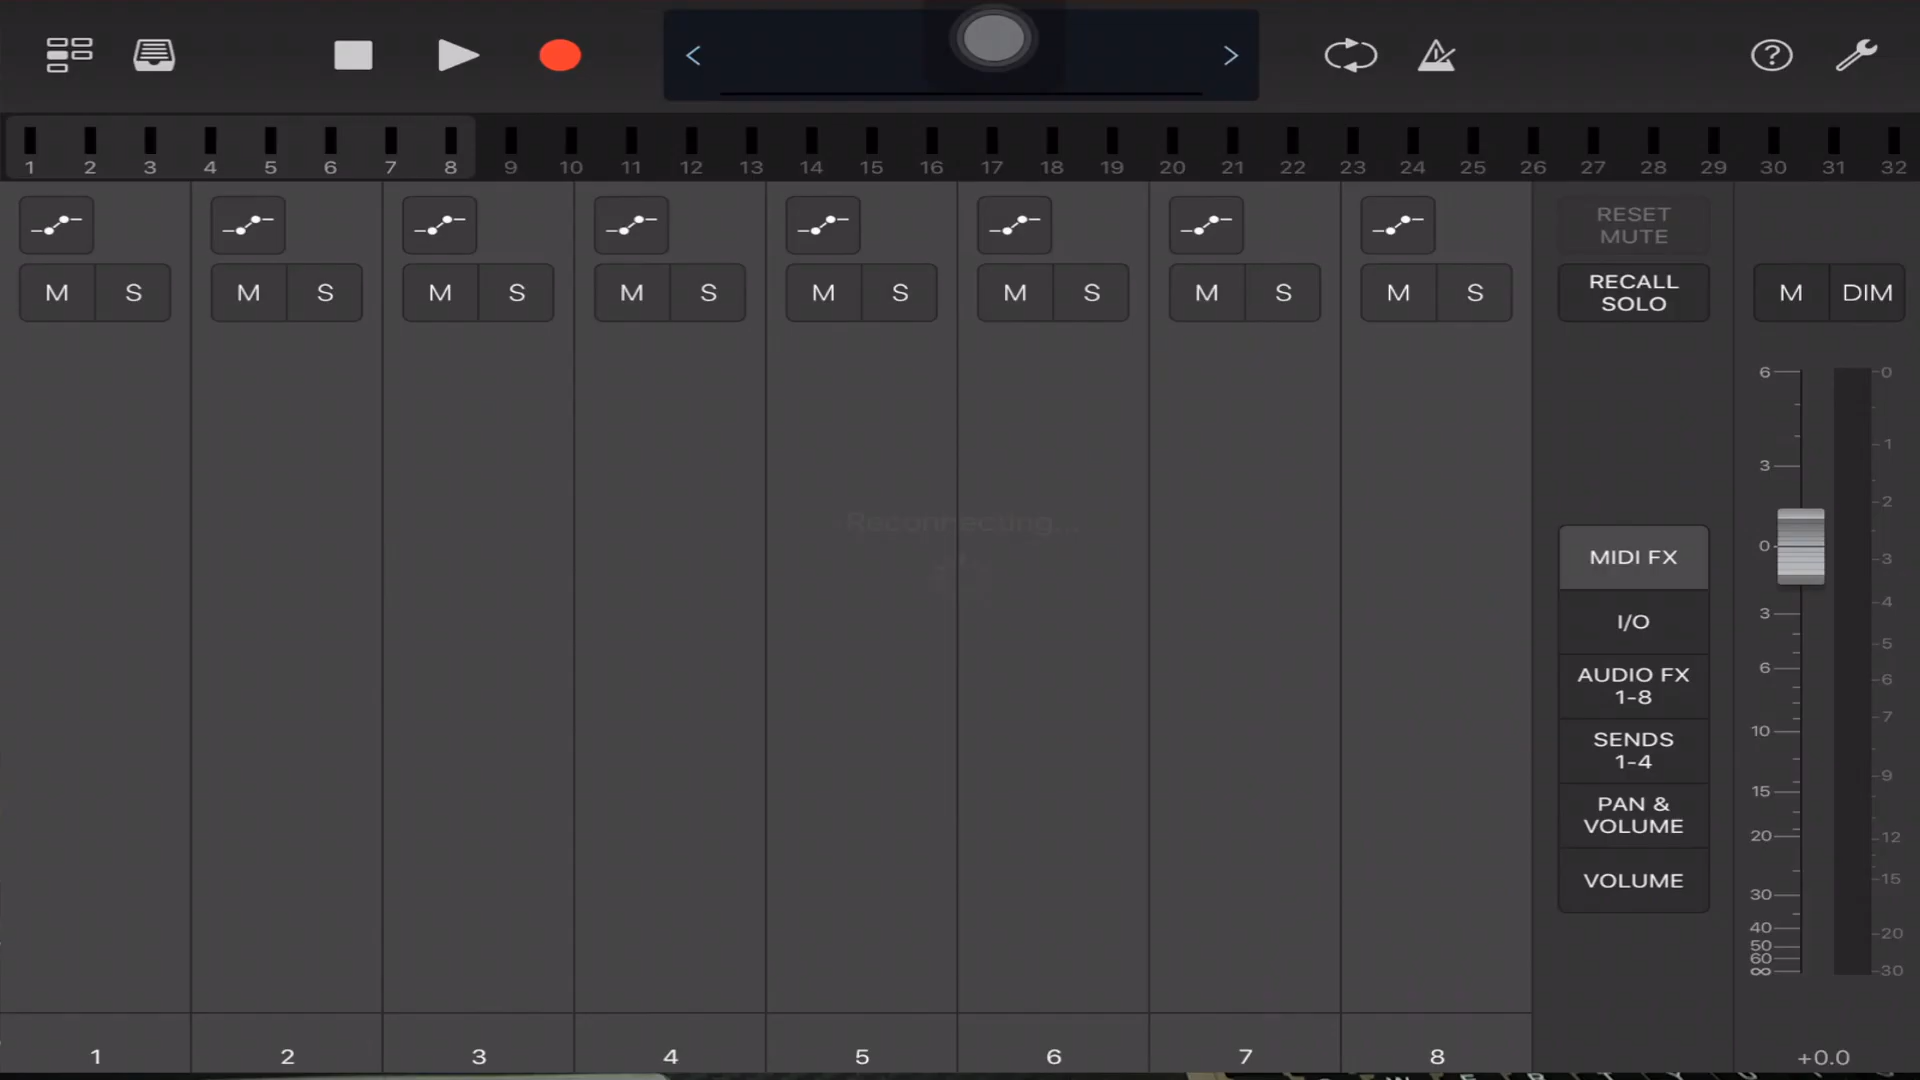 1 2 3 4 5 6 7 8 9 10 11 12 13 14 15 16 17 18 19 20 21 22 23 24 25 26 27 28 29 30 31 32
RESET
MUTE
M S M S M S M S M S M S M S M S
RECALL
SOLO
M DIM
6 0
1
3
2
Reconnecting...
0
3
MIDI FX
4
3
I/O
5
6
6
AUDIO FX
1-8
7
10
SENDS
1-4
9
15
PAN &
VOLUME
20
12
VOLUME
15
30
40
20
50
60
∞
30
1 2 3 4 5 6 7 8 +0.0